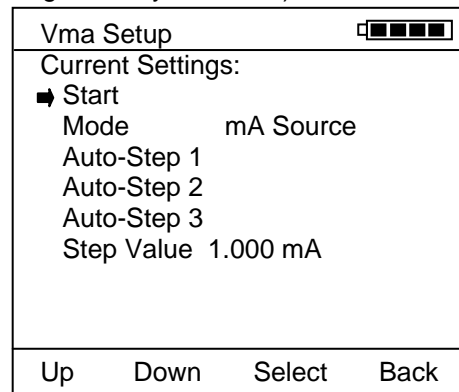 Vma Setup
Current Settings:
Start
Mode mA Source
Auto-Step 1
Auto-Step 2
Auto-Step 3
Step Value 1.000 mA
Up Down Select Back